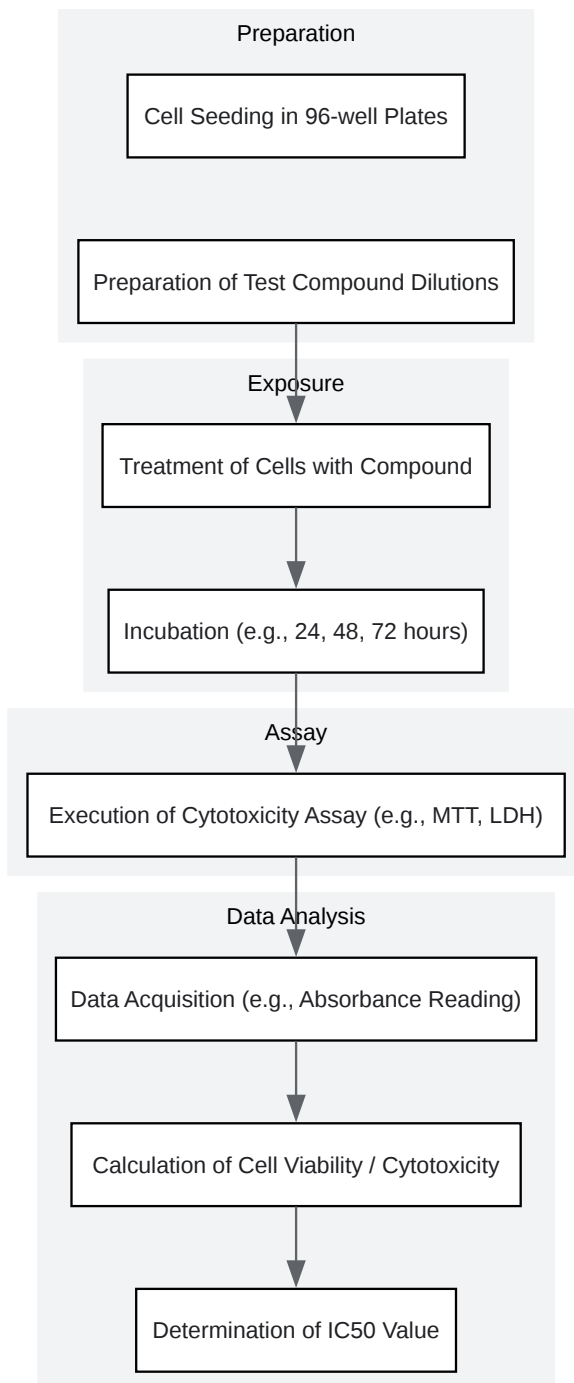 Preparation
Cell Seeding in 96-well Plates
Preparation of Test Compound Dilutions
Exposure
Treatment of Cells with Compound
Incubation (e.g., 24, 48, 72 hours)
Assay
Execution of Cytotoxicity Assay (e.g., MTT, LDH)
Data Analysis
Data Acquisition (e.g., Absorbance Reading)
Calculation of Cell Viability / Cytotoxicity
Determination of IC50 Value